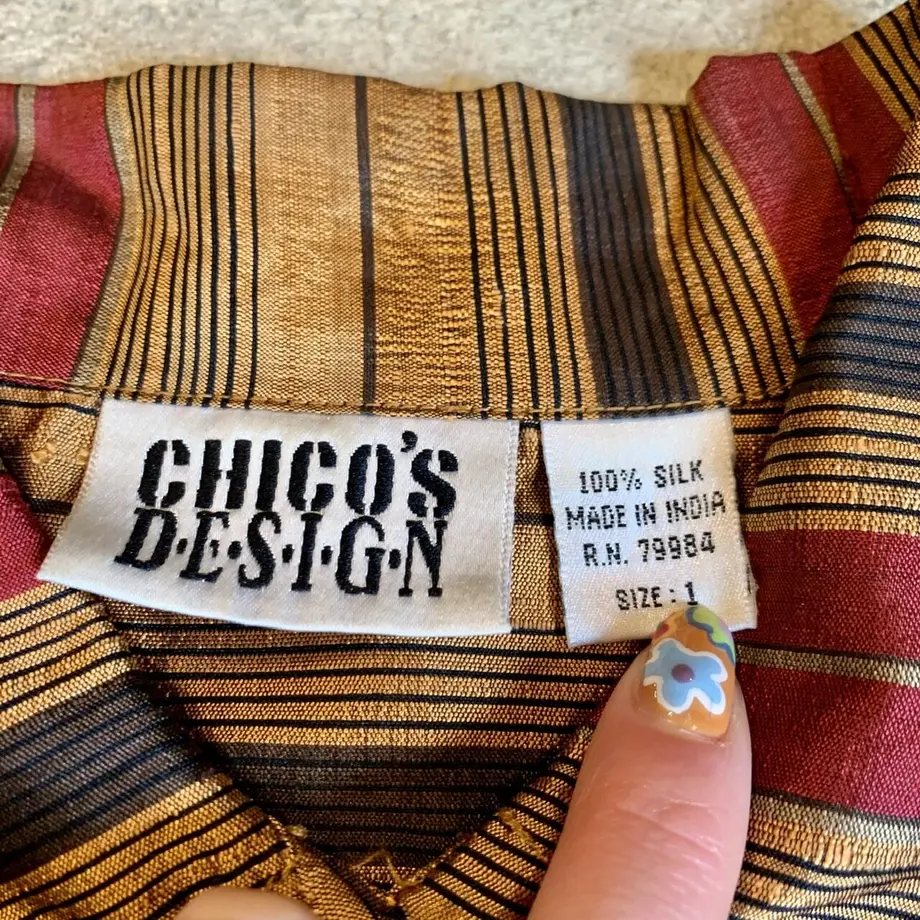 CHICO'S
D·E·S·I·G·N
100% SILK
MADE IN INDIA
R.N. 79984
SIZE : 1